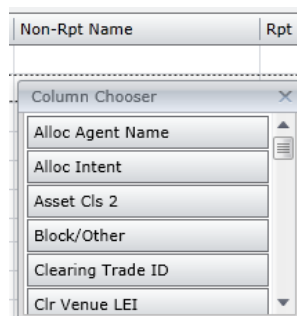 Non-Rpt Name Rpt
Column Chooser
Alloc Agent Name
Alloc Intent
Asset Cls 2
Block/Other
Clearing Trade ID
Clr Venue LEI